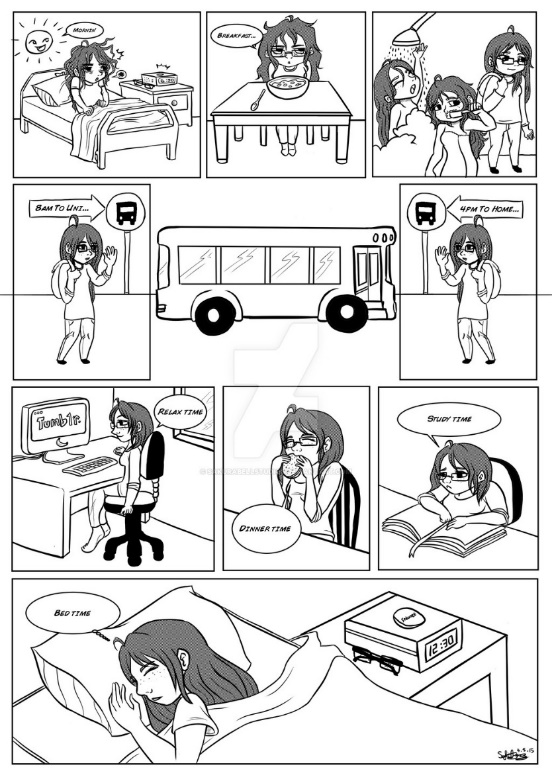 Mornin'
Breakfast...
8am To Uni...
4pm To Home...
Tumblr.
Relax time
Dinner time
Study time
Bed time
Snooze
12:30